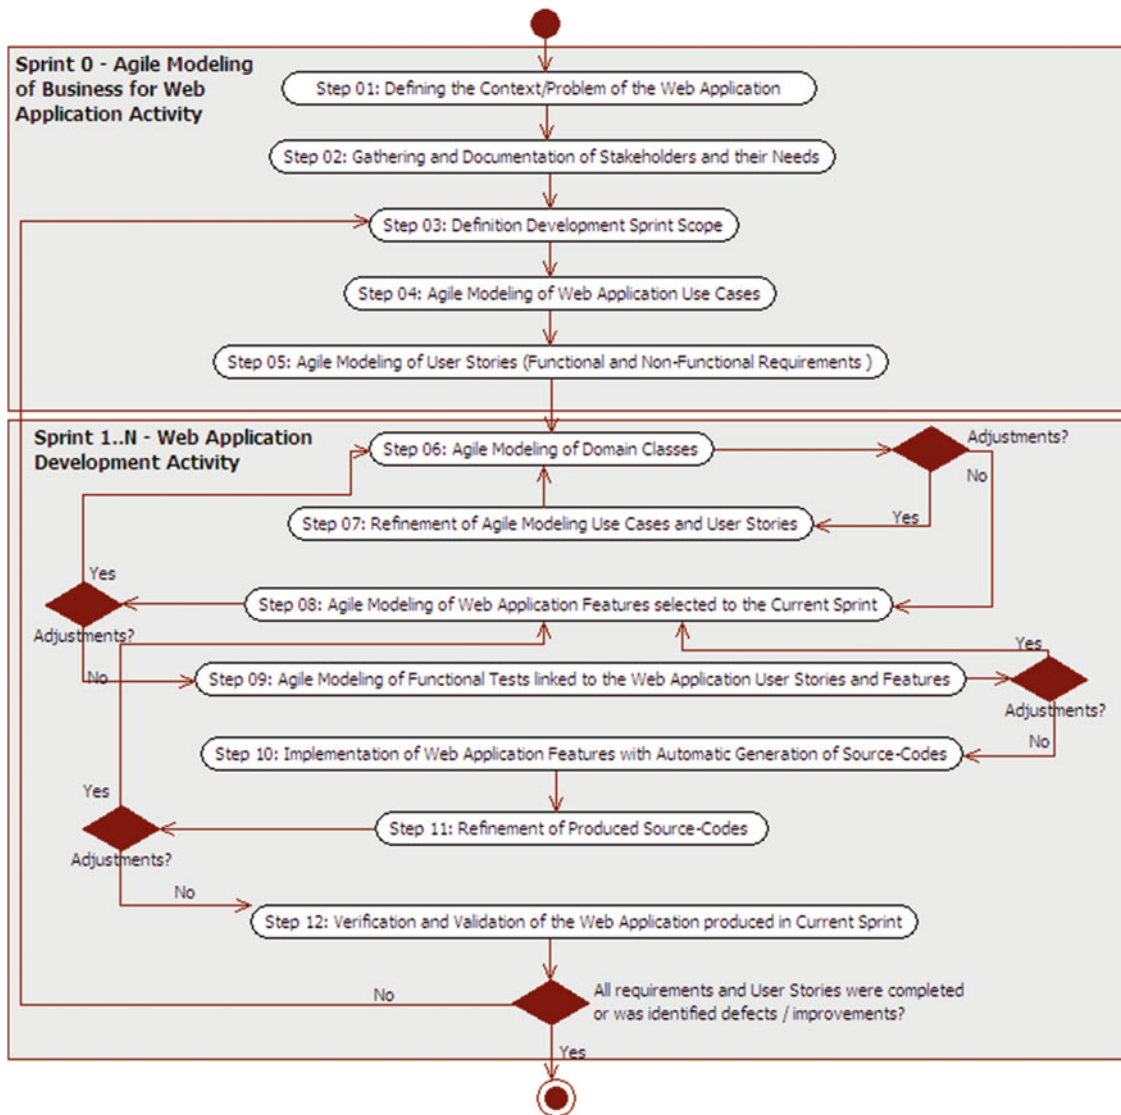 Sprint 0 - Agile Modeling
of Business for Web
Application Activity
Step 01: Defining the Context/Problem of the Web Application
Step 02: Gathering and Documentation of Stakeholders and their Needs
Step 03: Definition Development Sprint Scope
Step 04: Agile Modeling of Web Application Use Cases
Step 05: Agile Modeling of User Stories (Functional and Non-Functional Requirements )
Sprint 1..N - Web Application
Development Activity
Step 06: Agile Modeling of Domain Classes
Adjustments?
No
Yes
Step 07: Refinement of Agile Modeling Use Cases and User Stories
Yes
Step 08: Agile Modeling of Web Application Features selected to the Current Sprint
Adjustments?
Yes
No
Step 09: Agile Modeling of Functional Tests linked to the Web Application User Stories and Features
Adjustments?
No
Step 10: Implementation of Web Application Features with Automatic Generation of Source-Codes
Yes
Step 11: Refinement of Produced Source-Codes
Adjustments?
No
Step 12: Verification and Validation of the Web Application produced in Current Sprint
No
All requirements and User Stories were completed
or was identified defects / improvements?
Yes